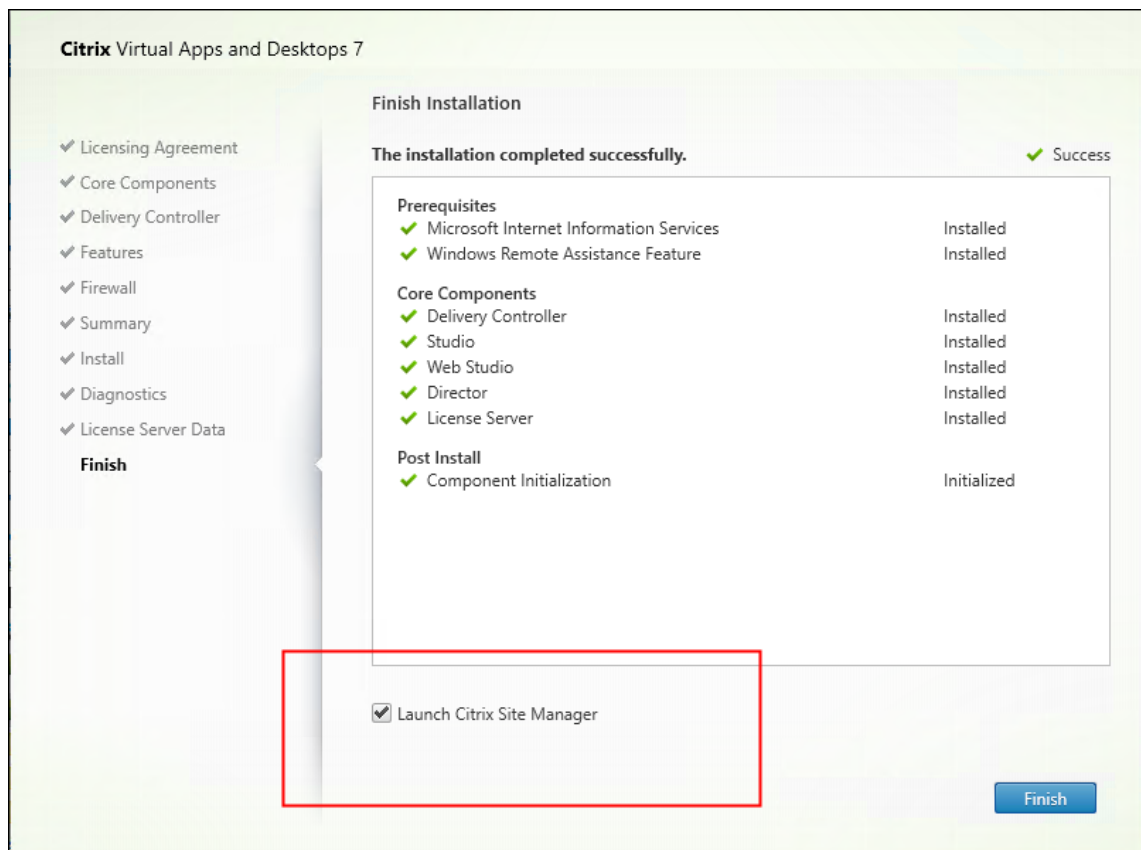 Citrix Virtual Apps and Desktops 7
Licensing Agreement
Core Components
Delivery Controller
Features
Firewall
Summary
Install
Diagnostics
License Server Data
Finish
Finish Installation
The installation completed successfully. Success
Prerequisites
Microsoft Internet Information Services Installed
Windows Remote Assistance Feature Installed
Core Components
Delivery Controller Installed
Studio Installed
Web Studio Installed
Director Installed
License Server Installed
Post Install
Component Initialization Initialized
Launch Citrix Site Manager
Finish